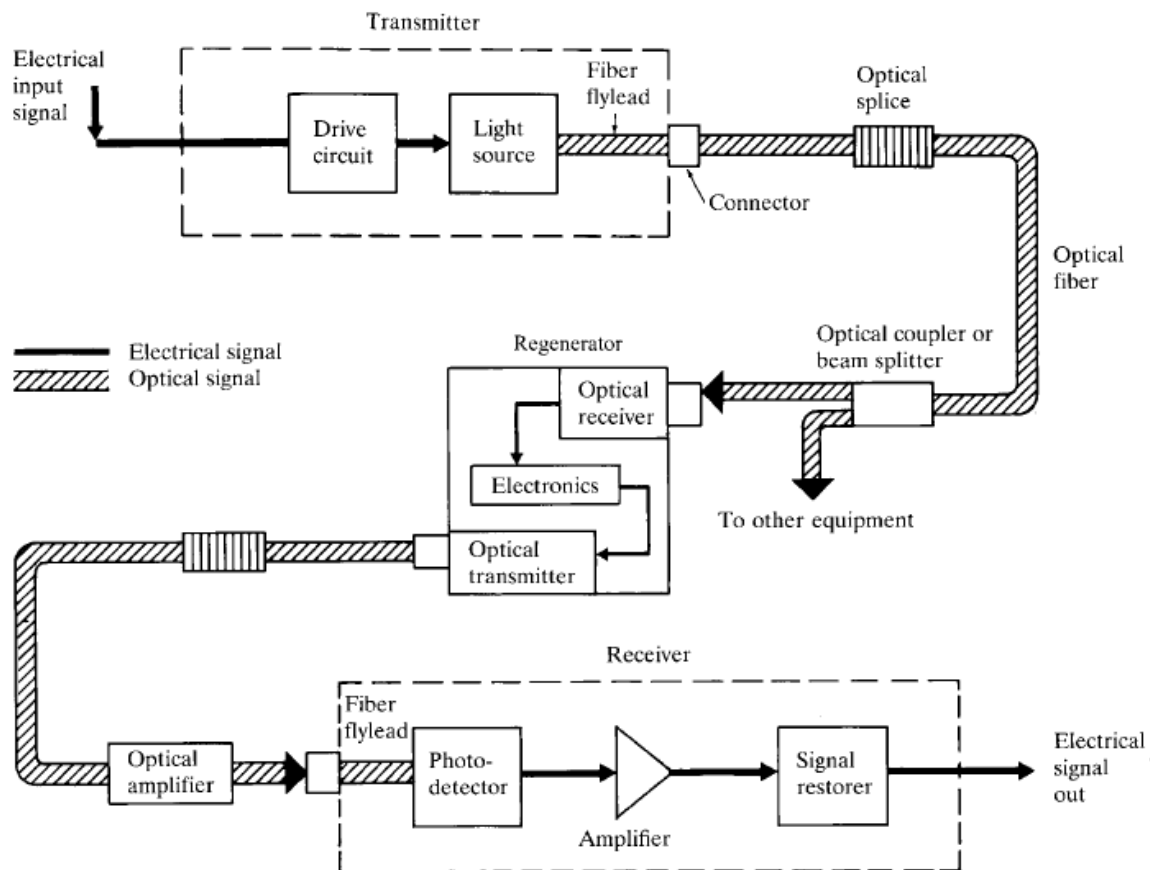 Transmitter
Electrical
input
signal
Drive
circuit
Light
source
Fiber
flylead
Optical
splice
Connector
Optical
fiber
Electrical signal
Optical signal
Regenerator
Optical
receiver
Electronics
Optical
transmitter
Optical coupler or
beam splitter
To other equipment
Receiver
Optical
amplifier
Fiber
flylead
Photo-
detector
Amplifier
Signal
restorer
Electrical
signal
out